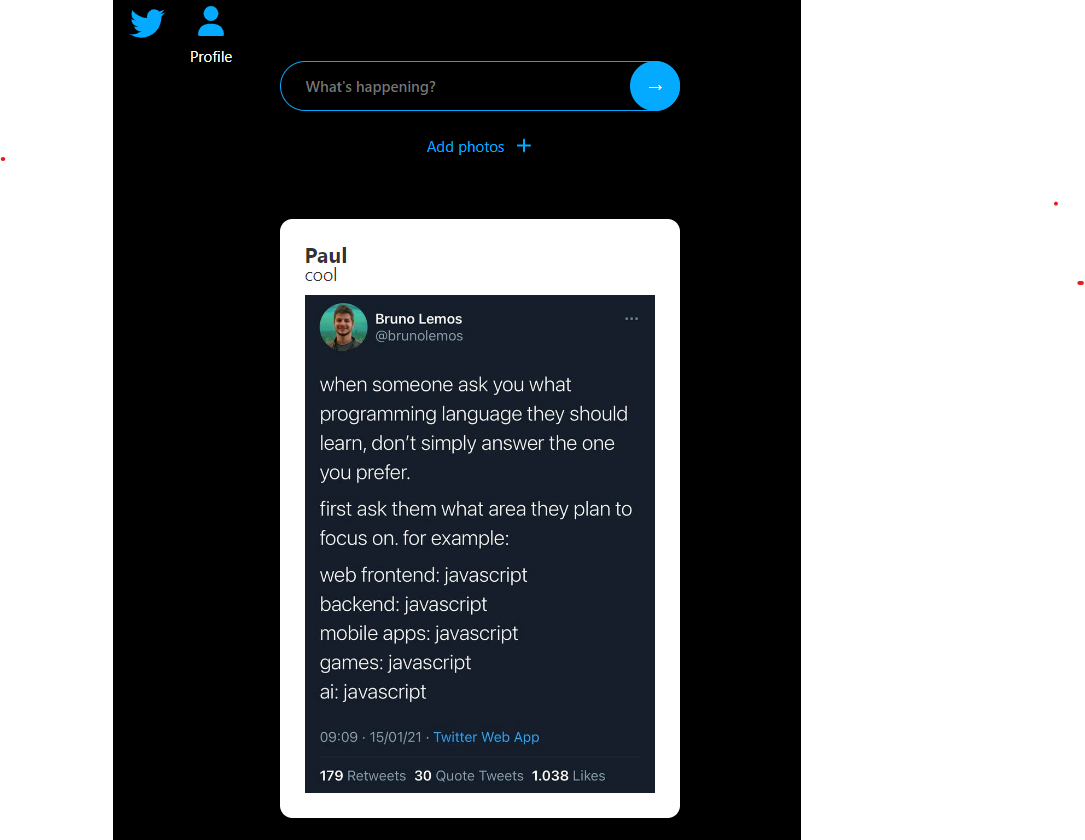 Profile
What's happening?
→
Add photos +
Paul
cool
Bruno Lemos
@brunolemos
when someone ask you what
programming language they should
learn, don’t simply answer the one
you prefer.
first ask them what area they plan to
focus on. for example:
web frontend: javascript
backend: javascript
mobile apps: javascript
games: javascript
ai: javascript
09:09 · 15/01/21 · Twitter Web App
179 Retweets 30 Quote Tweets 1.038 Likes